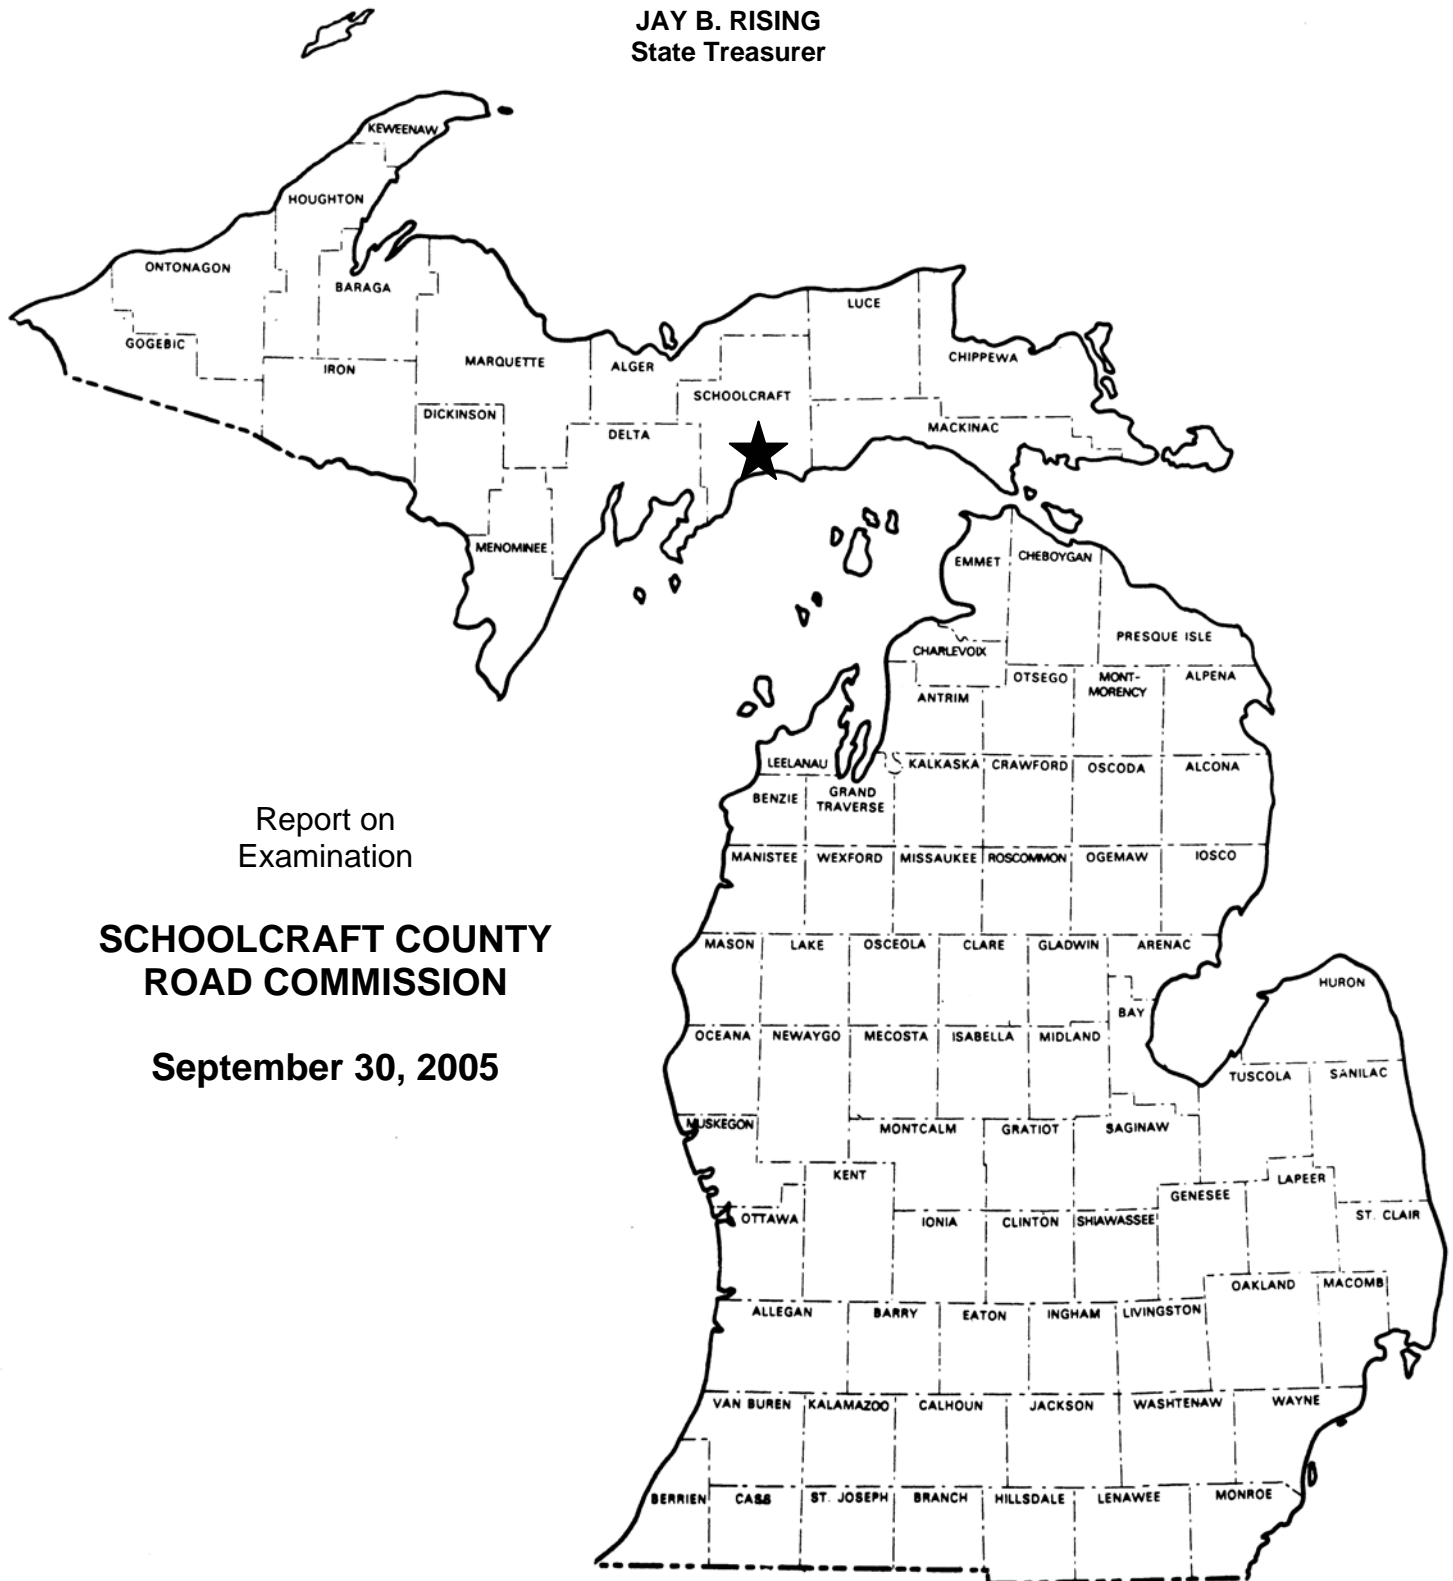 JAY B. RISING
State Treasurer
KEWEENAW
HOUGHTON
ONTONAGON
BARAGA
LUCE
GOGEBIC
IRON
MARQUETTE
ALGER
CHIPPEWA
SCHOOLCRAFT
DICKINSON
DELTA
MACKINAC
MENOMINEE
EMMET
CHEBOYGAN
PRESQUE ISLE
CHARLEVOIX
OTSEGO
MONT-
MORENCY
ALPENA
ANTRIM
LEELANAU
KALKASKA
CRAWFORD
OSCODA
ALCONA
BENZIE
GRAND
TRAVERSE
Report on
Examination
MANISTEE
WEXFORD
MISSAUKEE
ROSCOMMON
OGEMAW
IOSCO
SCHOOLCRAFT COUNTY
ROAD COMMISSION
MASON
LAKE
OSCEOLA
CLARE
GLADWIN
ARENAC
HURON
BAY
September 30, 2005
OCEANA
NEWAYGO
MECOSTA
ISABELLA
MIDLAND
TUSCOLA
SANILAC
MUSKEGON
MONTCALM
GRATIOT
SAGINAW
KENT
GENESEE
LAPEER
OTTAWA
IONIA
CLINTON
SHIAWASSEE
ST. CLAIR
OAKLAND
MACOMB
ALLEGAN
BARRY
EATON
INGHAM
LIVINGSTON
VAN BUREN
KALAMAZOO
CALHOUN
JACKSON
WASHTENAW
WAYNE
BERRIEN
CASS
ST. JOSEPH
BRANCH
HILLSDALE
LENAWEE
MONROE